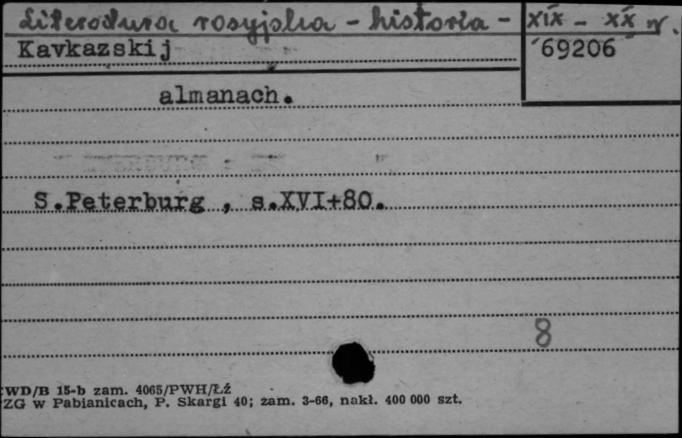 Literatura rosyjska - historia - XIX - XX w.
Kavkazskij
69206
almanach.
S.Peterburg , s.XVI+80.
8
WD/B 15-b zam. 4065/PWH/Łź
ZG w Pabianicach, P. Skargi 40; zam. 3-66, nakł. 400 000 szt.